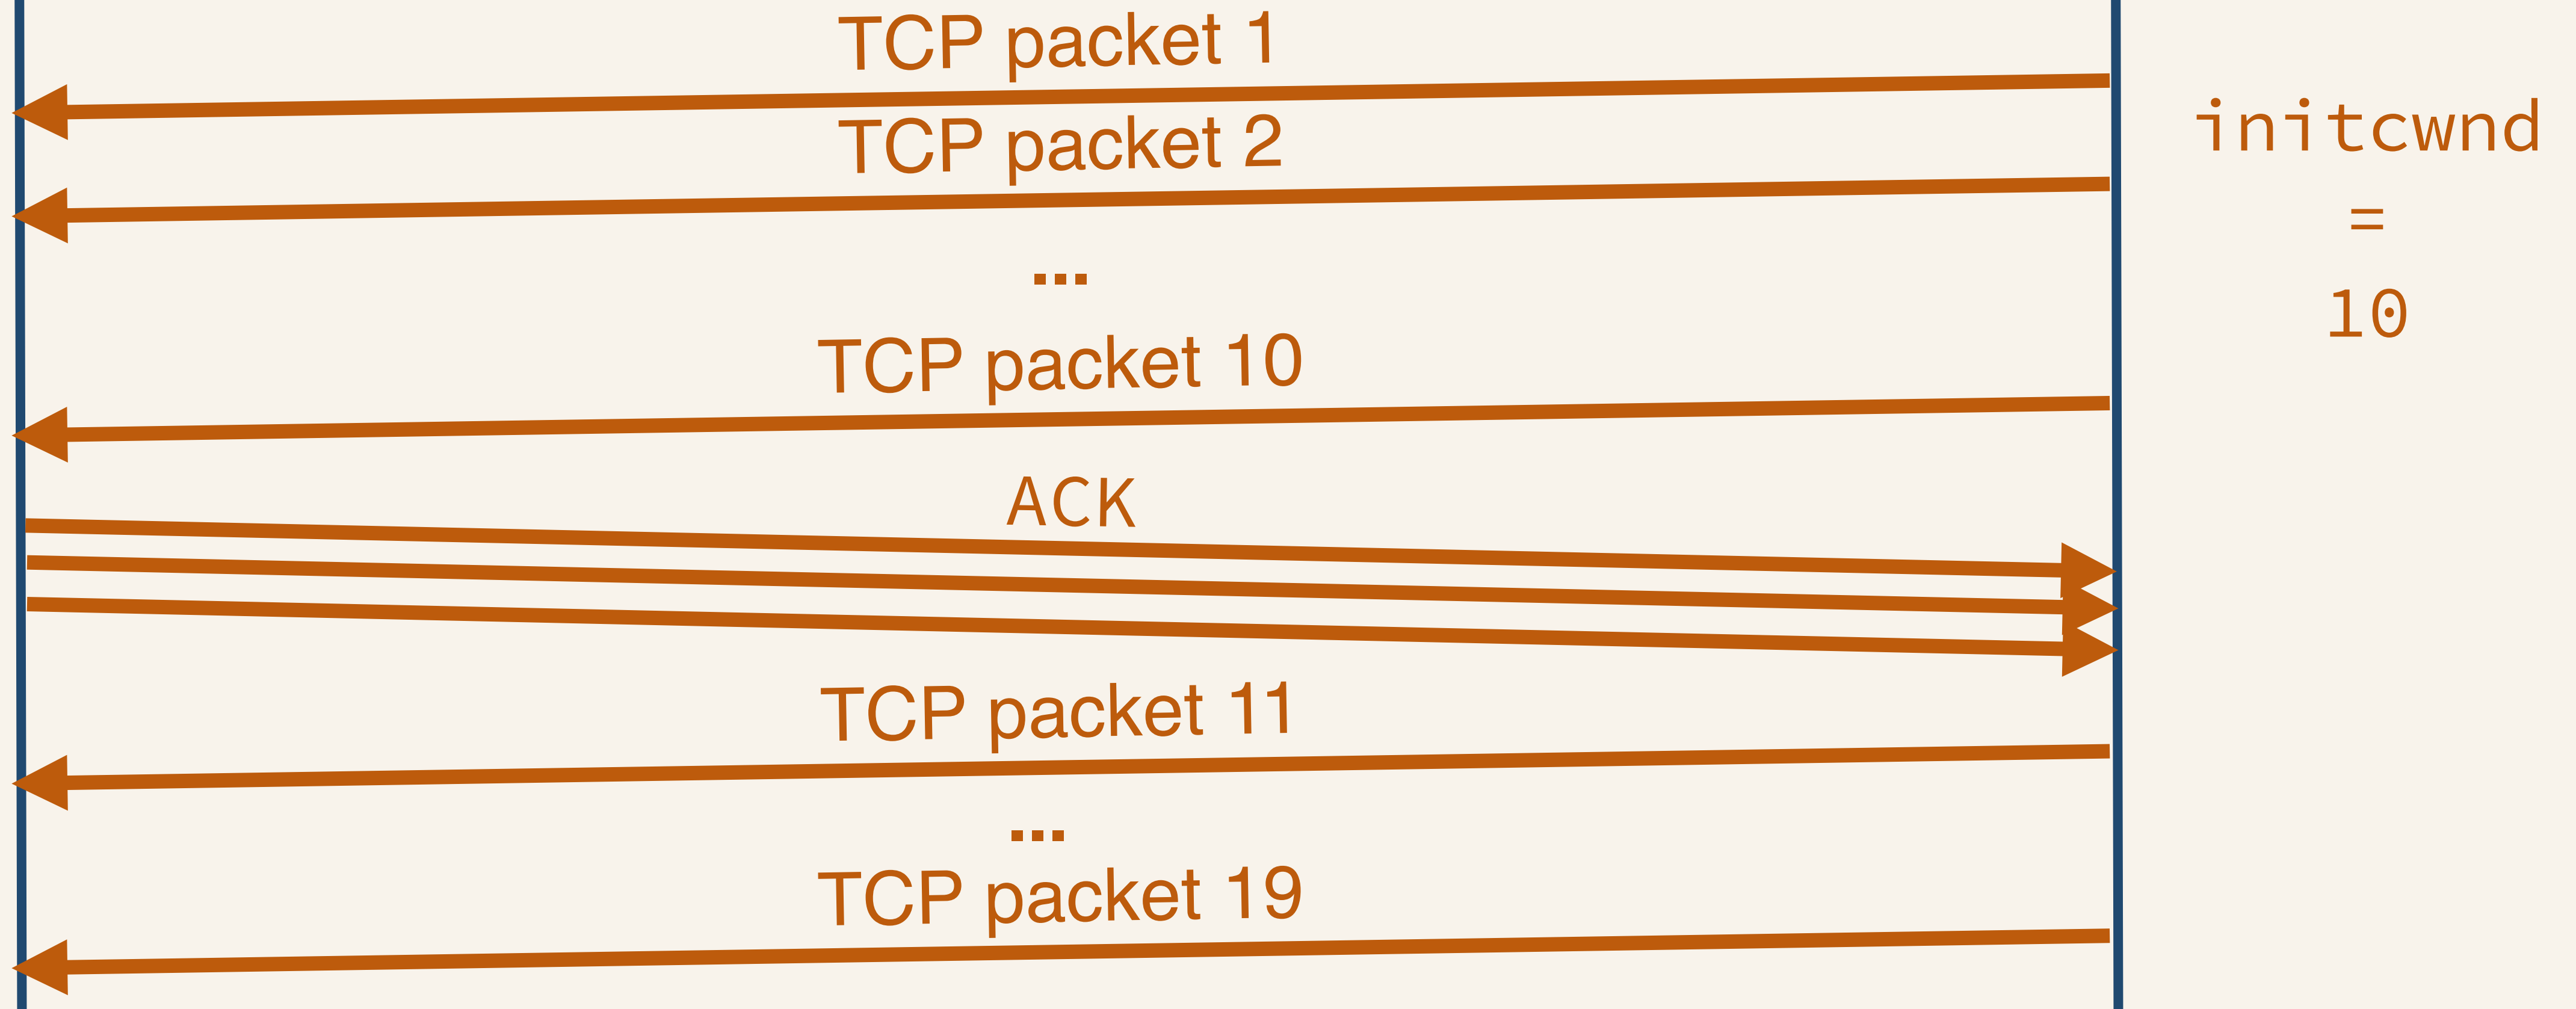 TCP packet 1
TCP packet 2
...
TCP packet 10
ACK
TCP packet 11
...
TCP packet 19
initcwnd
=
10